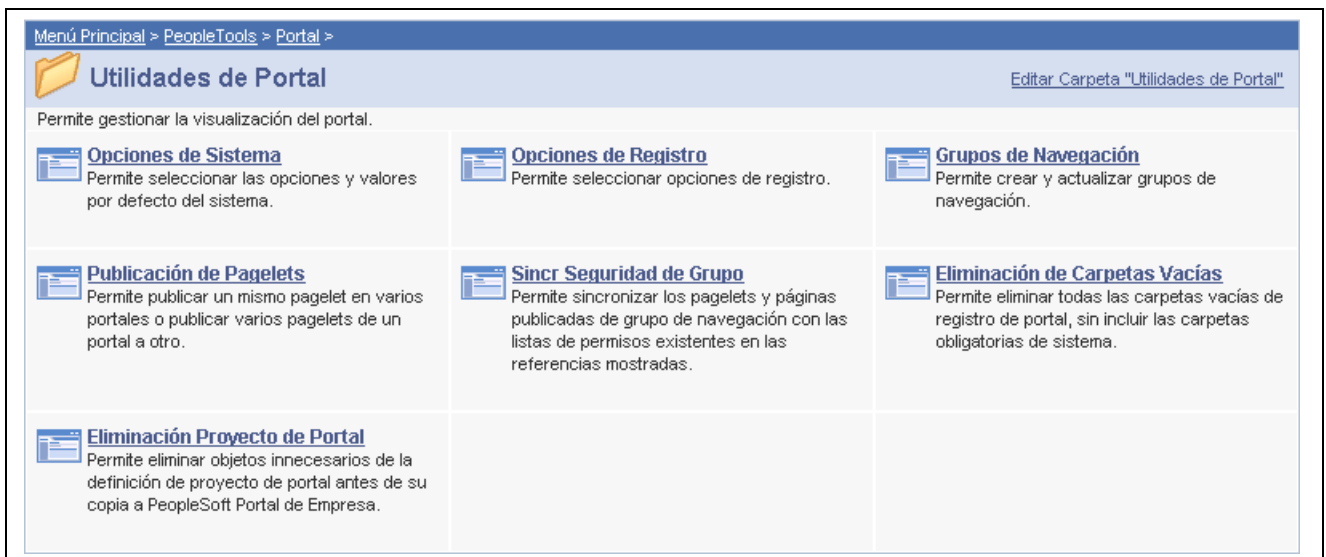 Menú Principal > PeopleTools > Portal >
Utilidades de Portal
Editar Carpeta "Utilidades de Portal"
Permite gestionar la visualización del portal.
Opciones de Sistema
Permite seleccionar las opciones y valores
por defecto del sistema.
Opciones de Registro
Permite seleccionar opciones de registro.
Grupos de Navegación
Permite crear y actualizar grupos de
navegación.
Publicación de Pagelets
Permite publicar un mismo pagelet en varios
portales o publicar varios pagelets de un
portal a otro.
Sincr Seguridad de Grupo
Permite sincronizar los pagelets y páginas
publicadas de grupo de navegación con las
listas de permisos existentes en las
referencias mostradas.
Eliminación de Carpetas Vacías
Permite eliminar todas las carpetas vacías de
registro de portal, sin incluir las carpetas
obligatorias de sistema.
Eliminación Proyecto de Portal
Permite eliminar objetos innecesarios de la
definición de proyecto de portal antes de su
copia a PeopleSoft Portal de Empresa.